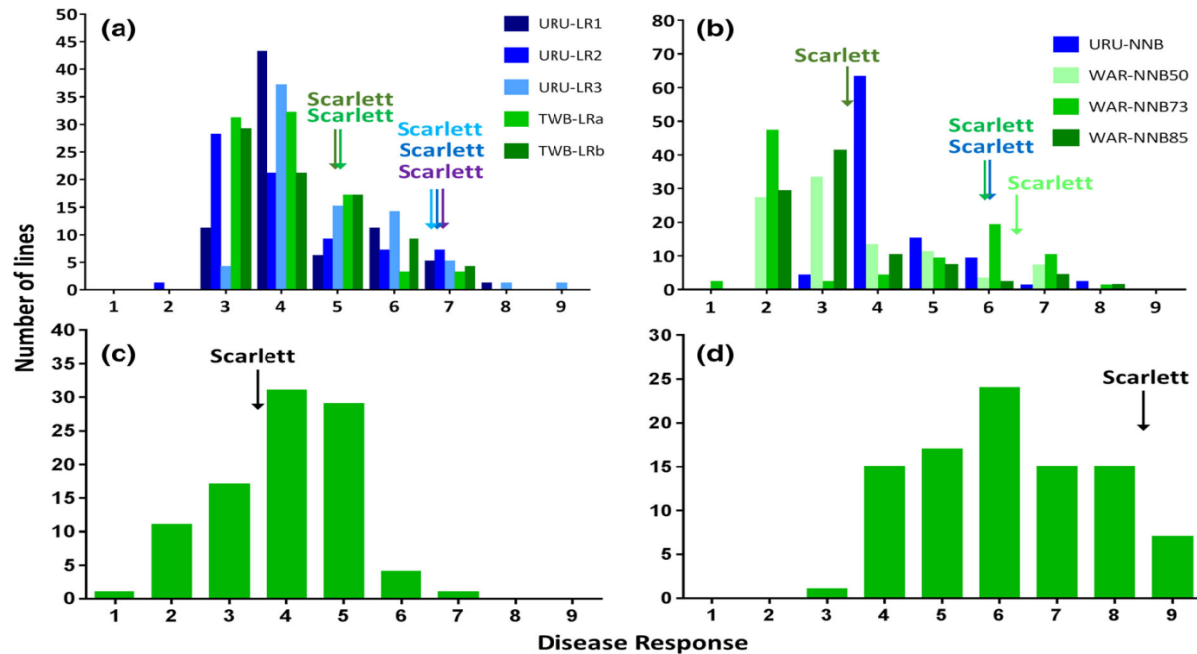 Number of lines
(a)
50
45
40
35
30
25
20
15
10
5
0
URU-LR1
URU-LR2
URU-LR3
TWB-LRa
TWB-LRb
Scarlett
Scarlett
Scarlett
Scarlett
Scarlett
1 2 3 4 5 6 7 8 9
(b)
80
70
60
50
40
30
20
10
0
URU-NNB
WAR-NNB50
WAR-NNB73
WAR-NNB85
Scarlett
Scarlett
Scarlett
Scarlett
1 2 3 4 5 6 7 8 9
(c)
40
35
30
25
20
15
10
5
0
Scarlett
1 2 3 4 5 6 7 8 9
(d)
30
25
20
15
10
5
0
Scarlett
1 2 3 4 5 6 7 8 9
Disease Response